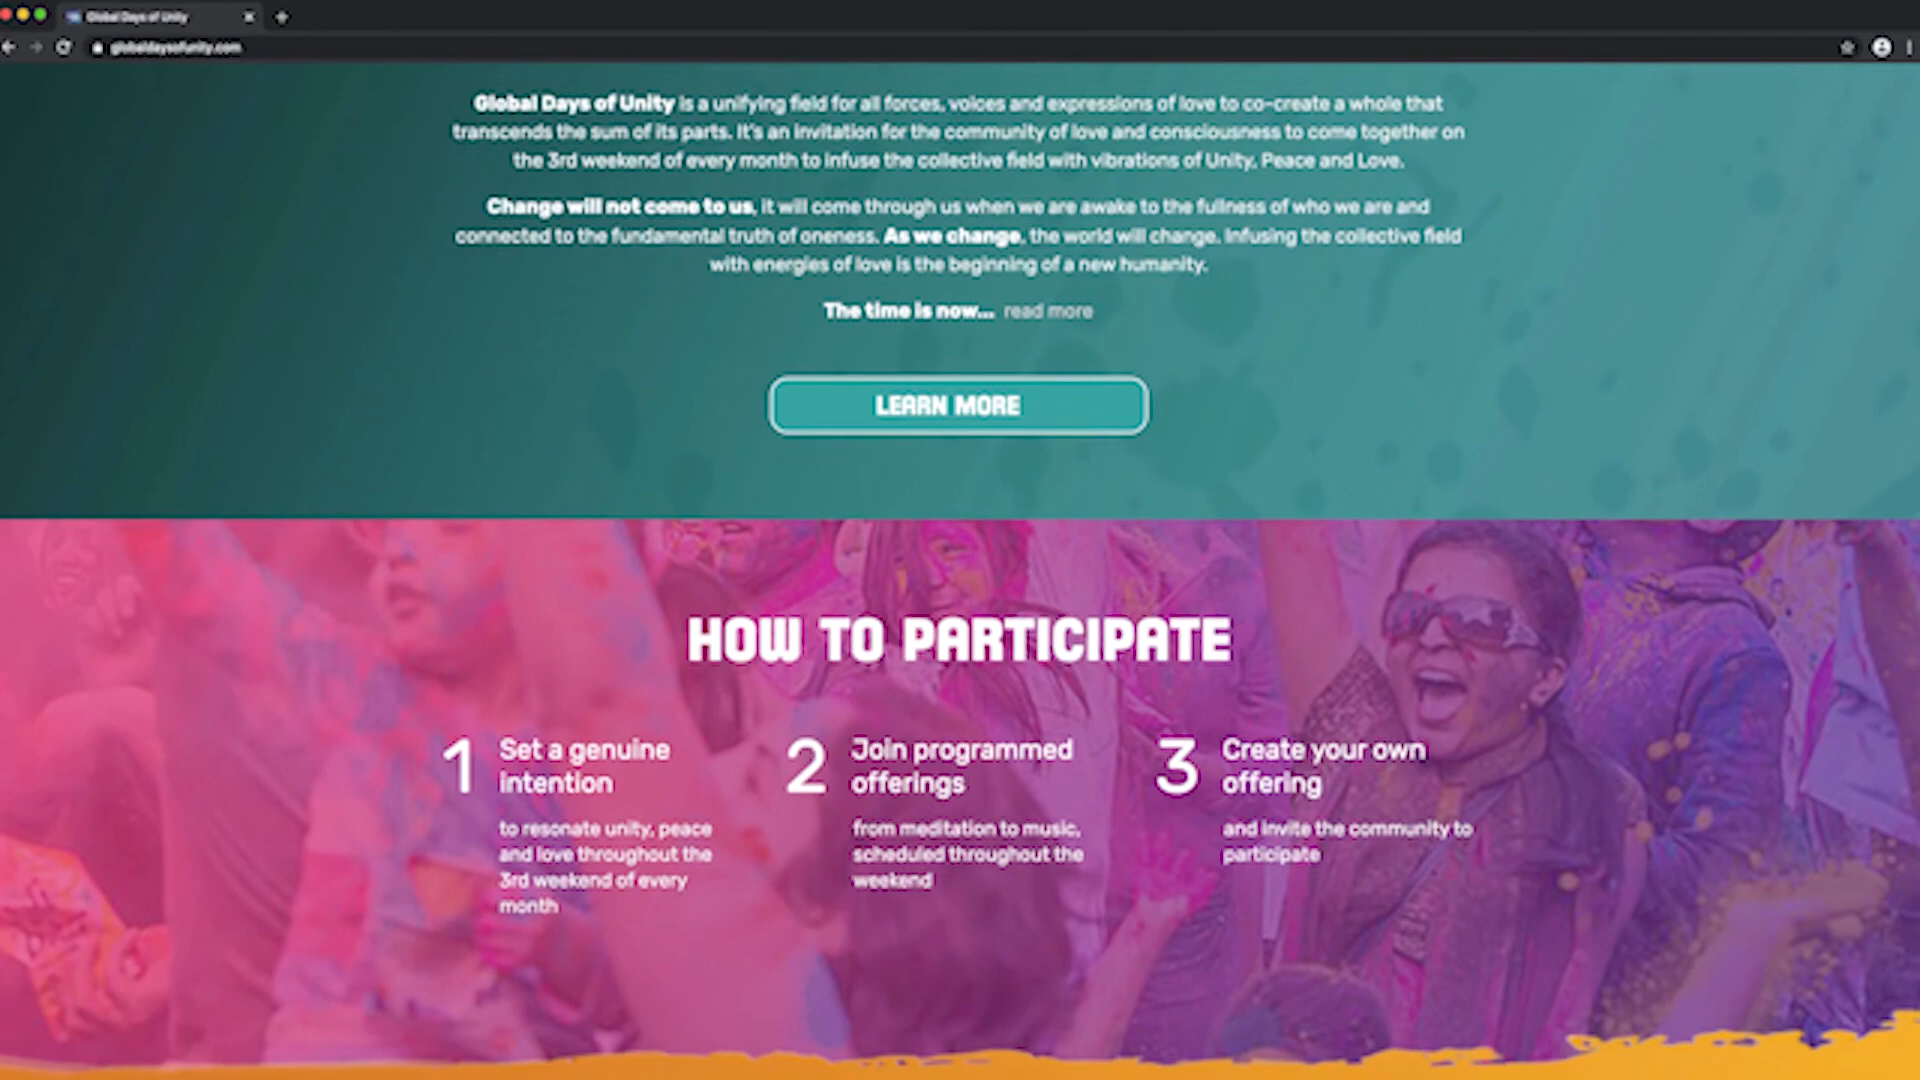 Global Days of Unity
globaldaysofunity.com
Global Days of Unity is a unifying field for all forces, voices and expressions of love to co-create a whole that
transcends the sum of its parts. It's an invitation for the community of love and consciousness to come together on
the 3rd weekend of every month to infuse the collective field with vibrations of Unity, Peace and Love.
Change will not come to us, it will come through us when we are awake to the fullness of who we are and
connected to the fundamental truth of oneness. As we change, the world will change. Infusing the collective field
with energies of love is the beginning of a new humanity.
The time is now... read more
LEARN MORE
HOW TO PARTICIPATE
1 Set a genuine
intention
to resonate unity, peace
and love throughout the
3rd weekend of every
month
2 Join programmed
offerings
from meditation to music,
scheduled throughout the
weekend
3 Create your own
offering
and invite the community to
participate